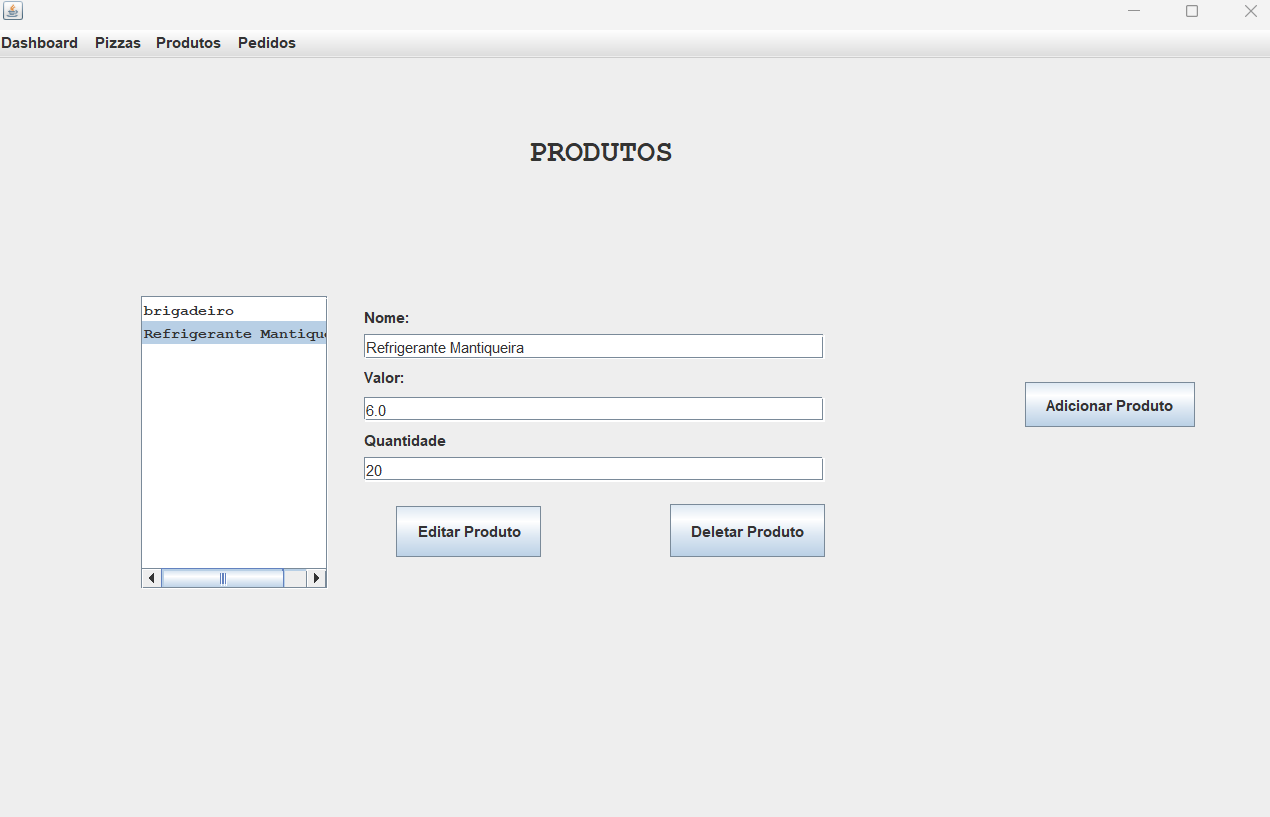 Dashboard Pizzas Produtos Pedidos
PRODUTOS
brigadeiro
Refrigerante Mantique
Nome:
Refrigerante Mantiqueira
Valor:
6.0
Quantidade
20
Editar Produto
Deletar Produto
Adicionar Produto